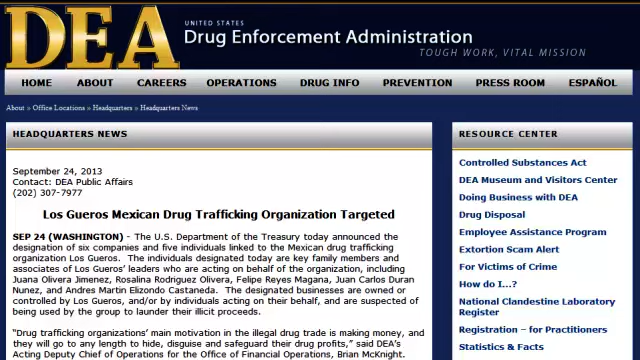 DEA
UNITED STATES
Drug Enforcement Administration
TOUGH WORK, VITAL MISSION
HOME ABOUT CAREERS OPERATIONS DRUG INFO PREVENTION PRESS ROOM ESPAÑOL
About » Office Locations » Headquarters » Headquarters News
HEADQUARTERS NEWS
September 24, 2013
Contact: DEA Public Affairs
(202) 307-7977
Los Gueros Mexican Drug Trafficking Organization Targeted
SEP 24 (WASHINGTON) - The U.S. Department of the Treasury today announced the
designation of six companies and five individuals linked to the Mexican drug trafficking
organization Los Gueros. The individuals designated today are key family members and
associates of Los Gueros' leaders who are acting on behalf of the organization, including
Juana Olivera Jimenez, Rosalina Rodriguez Olivera, Felipe Reyes Magana, Juan Carlos Duran
Nunez, and Andres Martin Elizondo Castaneda. The designated businesses are owned or
controlled by Los Gueros, and/or by individuals acting on their behalf, and are suspected of
being used by the group to launder their illicit proceeds.
"Drug trafficking organizations' main motivation in the illegal drug trade is making money, and
they will go to any length to hide, disguise and safeguard their drug profits," said DEA's
Acting Deputy Chief of Operations for the Office of Financial Operations, Brian McKnight.
RESOURCE CENTER
Controlled Substances Act
DEA Museum and Visitors Center
Doing Business with DEA
Drug Disposal
Employee Assistance Program
Extortion Scam Alert
For Victims of Crime
How do I...?
National Clandestine Laboratory
Register
Registration - for Practitioners
Statistics & Facts